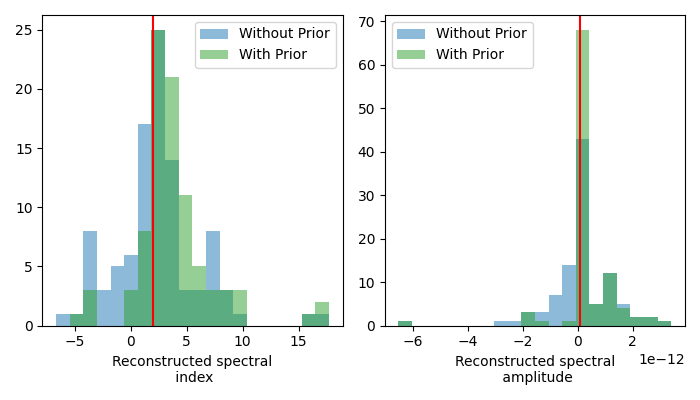 Without Prior
With Prior
25
20
15
10
5
0
−5
0
5
10
15
Reconstructed spectral
index
Without Prior
With Prior
70
60
50
40
30
20
10
0
−6
−4
−2
0
2
1e−12
Reconstructed spectral
amplitude